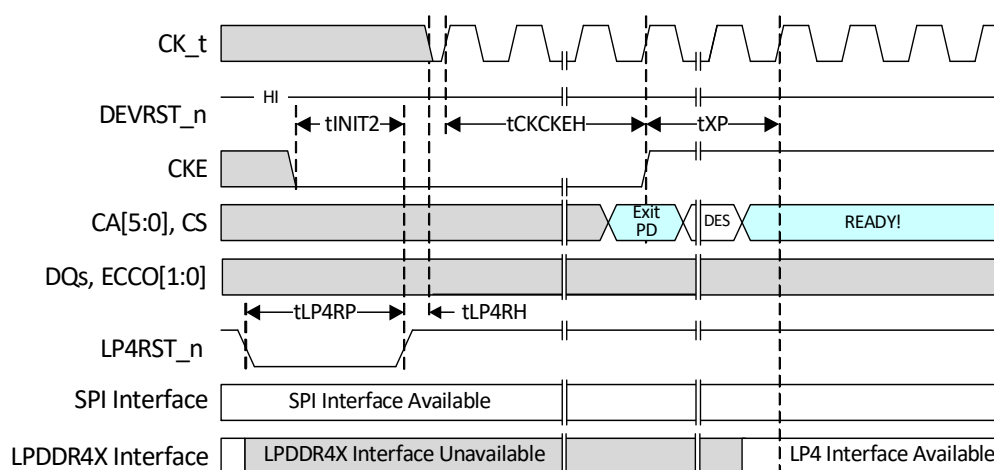 CK_t
HI
DEVRST_n
tINIT2
tCKCKEH
tXP
CKE
CA[5:0], CS
Exit
PD
DES
READY!
DQs, ECCO[1:0]
tLP4RP
tLP4RH
LP4RST_n
SPI Interface
SPI Interface Available
LPDDR4X Interface
LPDDR4X Interface Unavailable
LP4 Interface Available